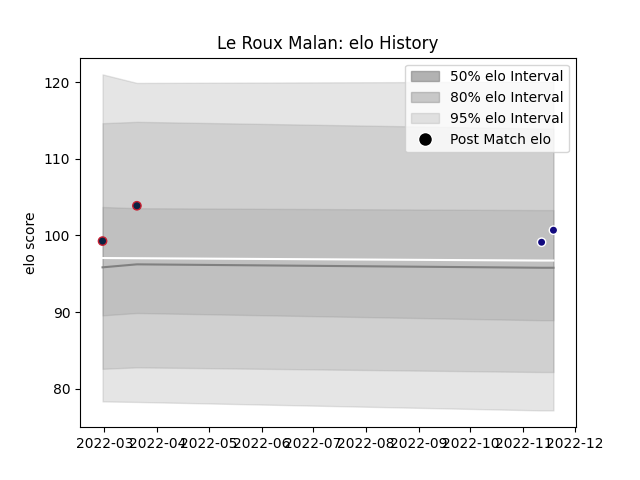 Le Roux Malan: elo History
120
110
100
90
80
elo score
50% elo Interval
80% elo Interval
95% elo Interval
Post Match elo
2022-03 2022-04 2022-05 2022-06 2022-07 2022-08 2022-09 2022-10 2022-11 2022-12